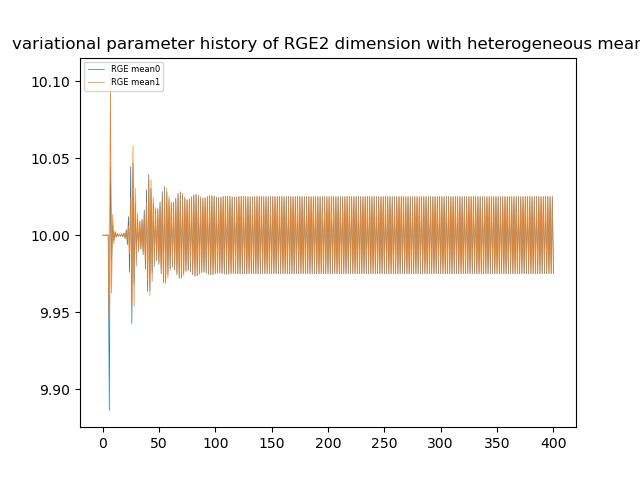 variational parameter history of RGE2 dimension with heterogeneous mean
RGE mean0
RGE mean1
10.10
10.05
10.00
9.95
9.90
0 50 100 150 200 250 300 350 400